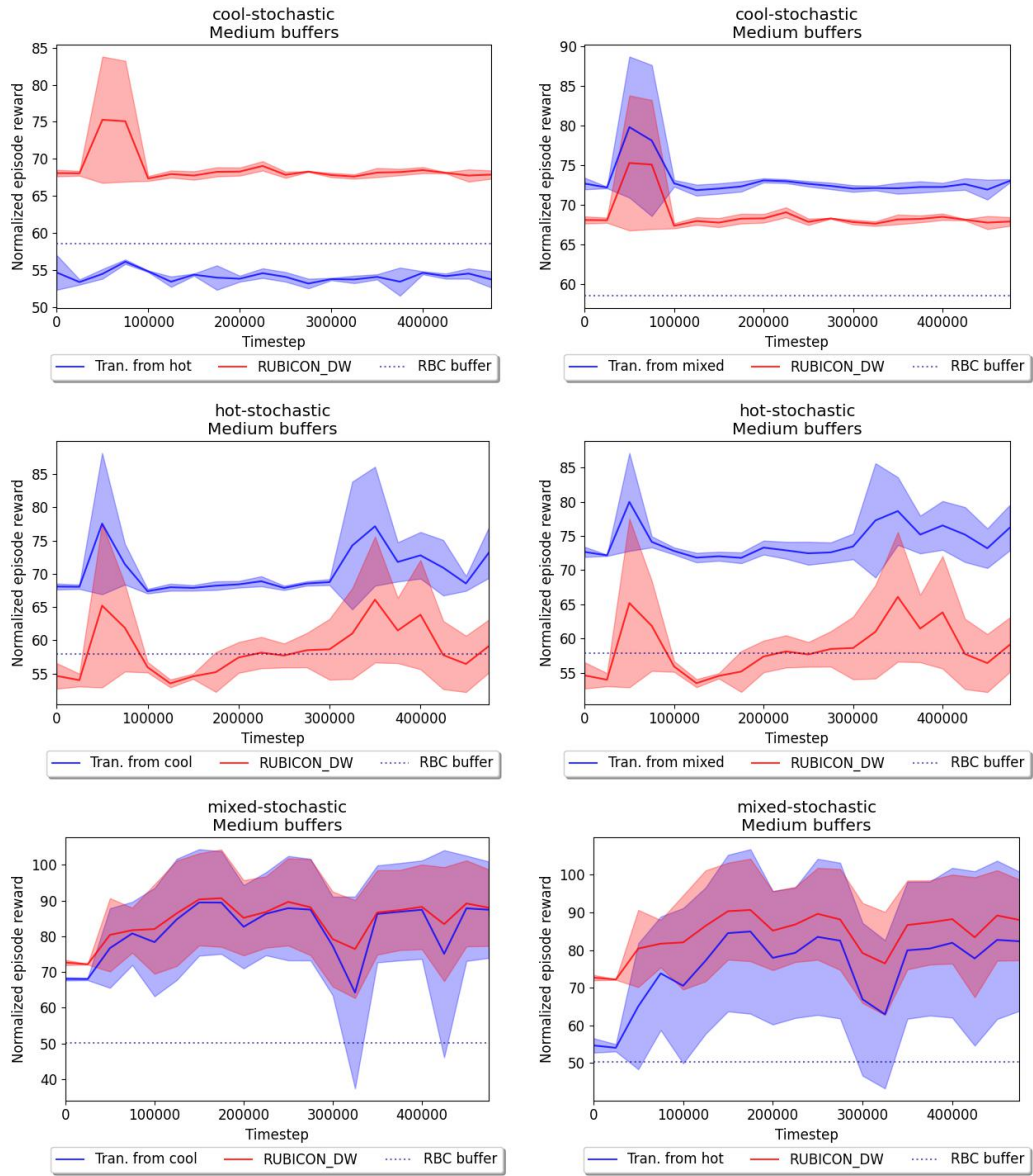 cool-stochastic
Medium buffers
Normalized episode reward
85
80
75
70
65
60
55
50
0 100000 200000 300000 400000
Timestep
Tran. from hot RUBICON_DW RBC buffer
cool-stochastic
Medium buffers
Normalized episode reward
90
85
80
75
70
65
60
0 100000 200000 300000 400000
Timestep
Tran. from mixed RUBICON_DW RBC buffer
hot-stochastic
Medium buffers
Normalized episode reward
85
80
75
70
65
60
55
0 100000 200000 300000 400000
Timestep
Tran. from cool RUBICON_DW RBC buffer
hot-stochastic
Medium buffers
Normalized episode reward
85
80
75
70
65
60
55
0 100000 200000 300000 400000
Timestep
Tran. from mixed RUBICON_DW RBC buffer
mixed-stochastic
Medium buffers
Normalized episode reward
100
90
80
70
60
50
40
0 100000 200000 300000 400000
Timestep
Tran. from cool RUBICON_DW RBC buffer
mixed-stochastic
Medium buffers
Normalized episode reward
100
90
80
70
60
50
0 100000 200000 300000 400000
Timestep
Tran. from hot RUBICON_DW RBC buffer